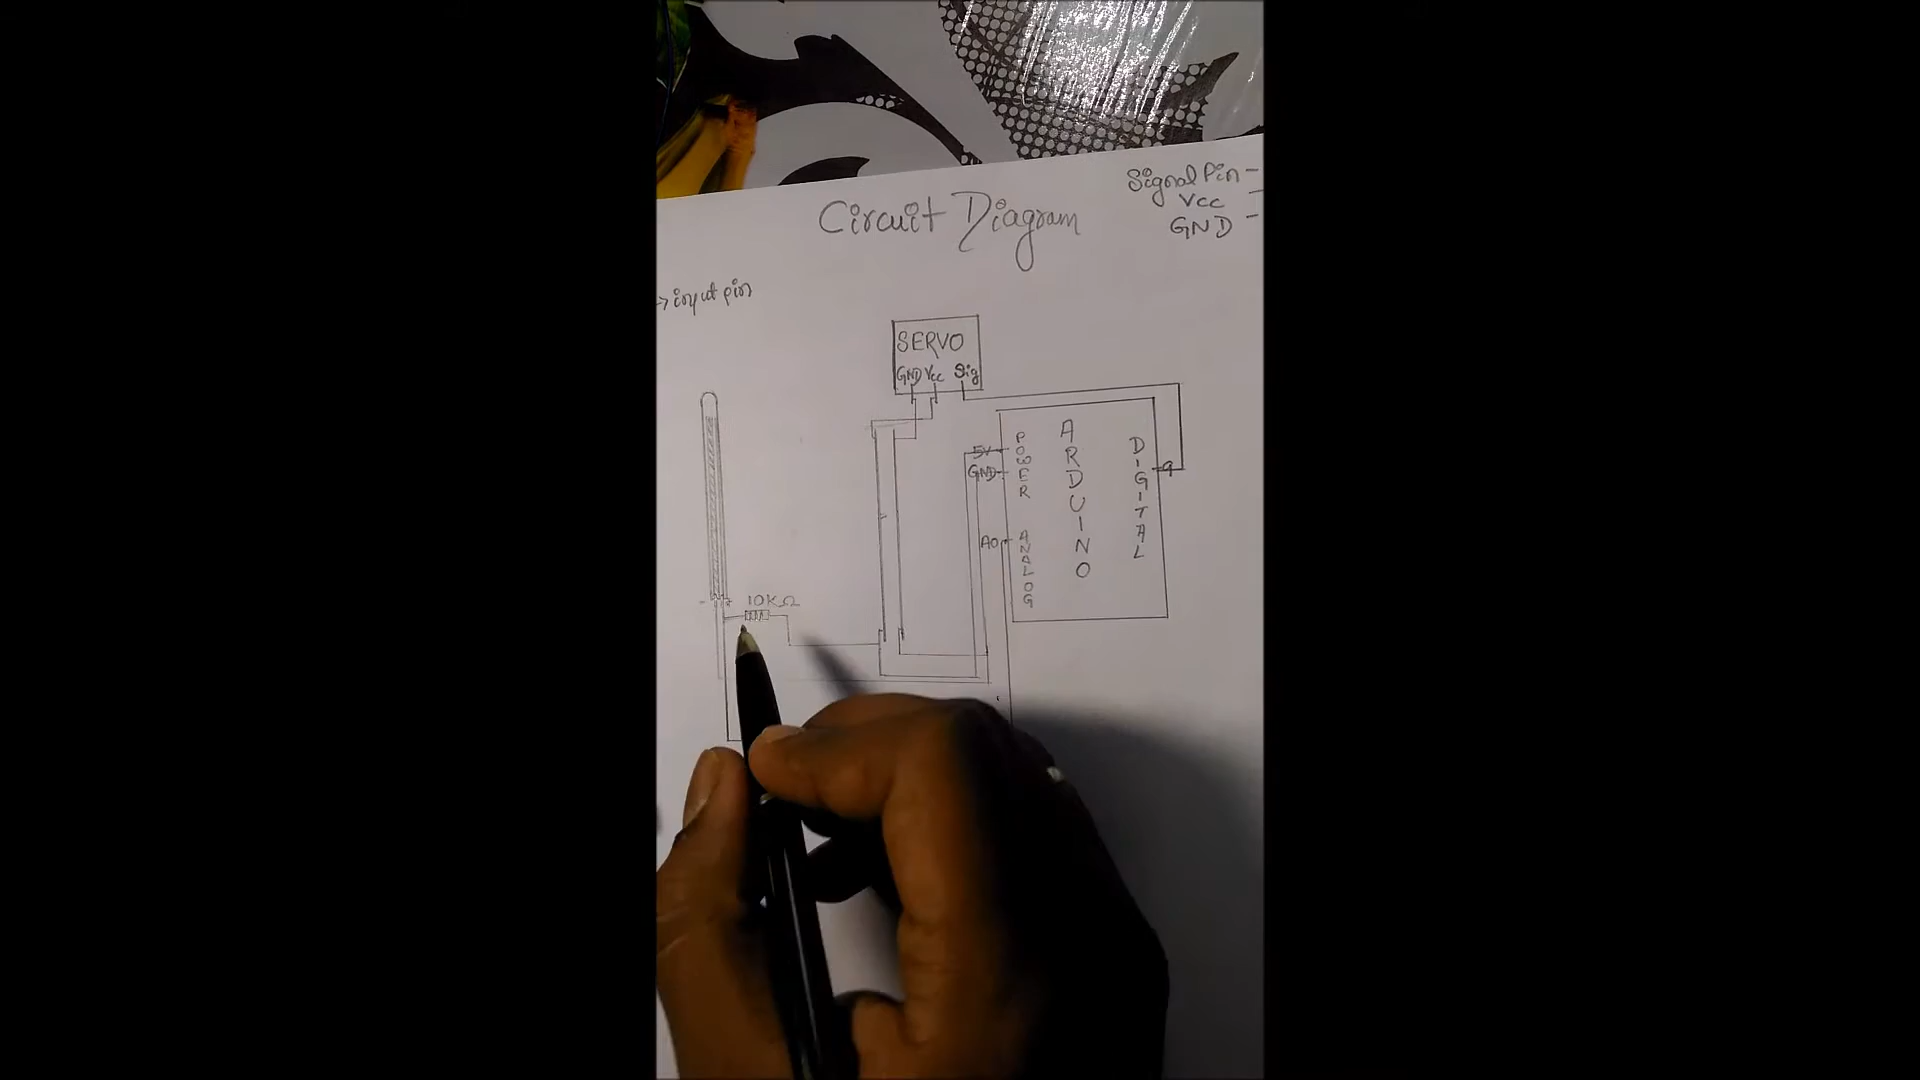 Signal Pin -
Vcc -
GND -
Circuit Diagram
→ input pin
SERVO
GND Vcc Sig
5V
GND
A0
POWER
ANALOG
ARDUINO
DIGITAL
9
- +
10KΩ